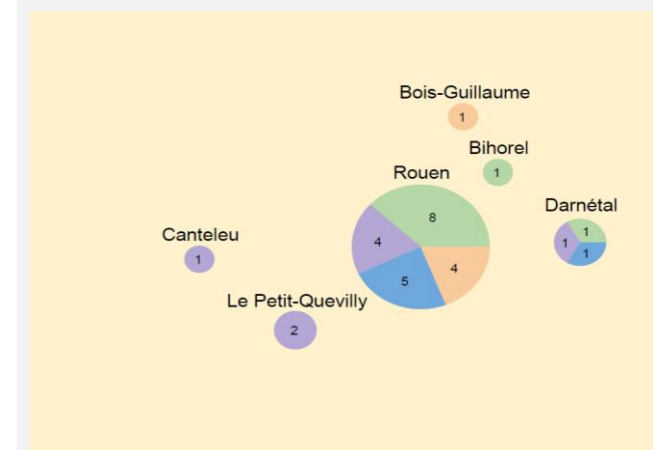 Bois-Guillaume
1
Bihorel
1
Rouen
8
4
5
4
Darnétal
1
1
1
Canteleu
1
Le Petit-Quevilly
2